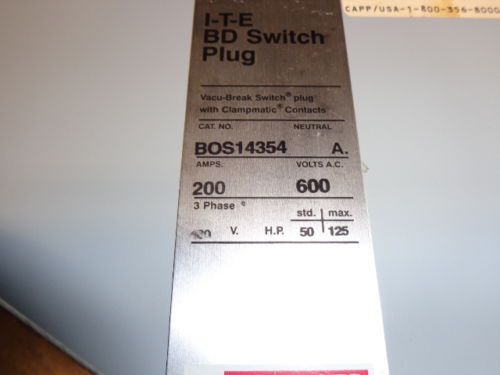 CAPP/USA-1-800-356-8000
I-T-E
BD Switch
Plug
Vacu-Break Switch® plug
with Clampmatic® Contacts
CAT. NO. NEUTRAL
BOS14354 A.
AMPS. VOLTS A.C.
200 600
3 Phase
std. max.
V. H.P. 50 125